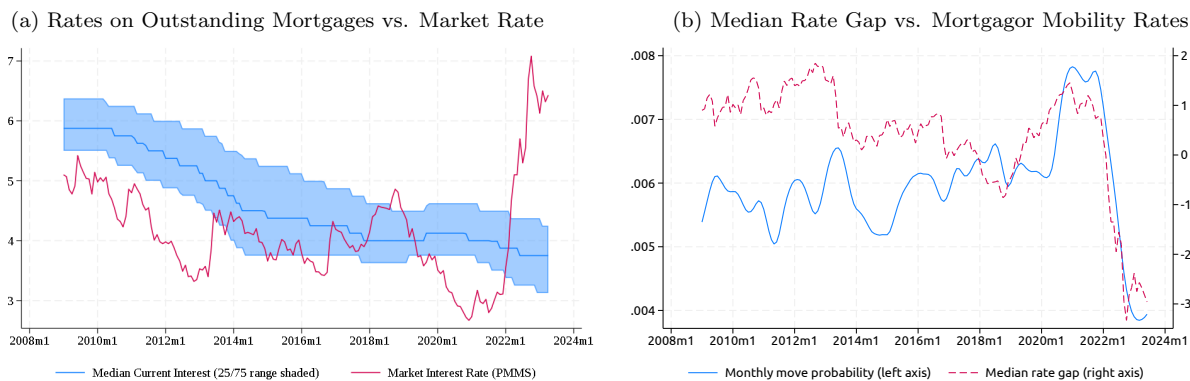 (a) Rates on Outstanding Mortgages vs. Market Rate
7
6
5
4
3
2008m1 2010m1 2012m1 2014m1 2016m1 2018m1 2020m1 2022m1 2024m1
Median Current Interest (25/75 range shaded) Market Interest Rate (PMMS)
(b) Median Rate Gap vs. Mortgagor Mobility Rates
.008 2
.007 1
0
.006 -1
.005 -2
.004 -3
2008m1 2010m1 2012m1 2014m1 2016m1 2018m1 2020m1 2022m1 2024m1
Monthly move probability (left axis) Median rate gap (right axis)